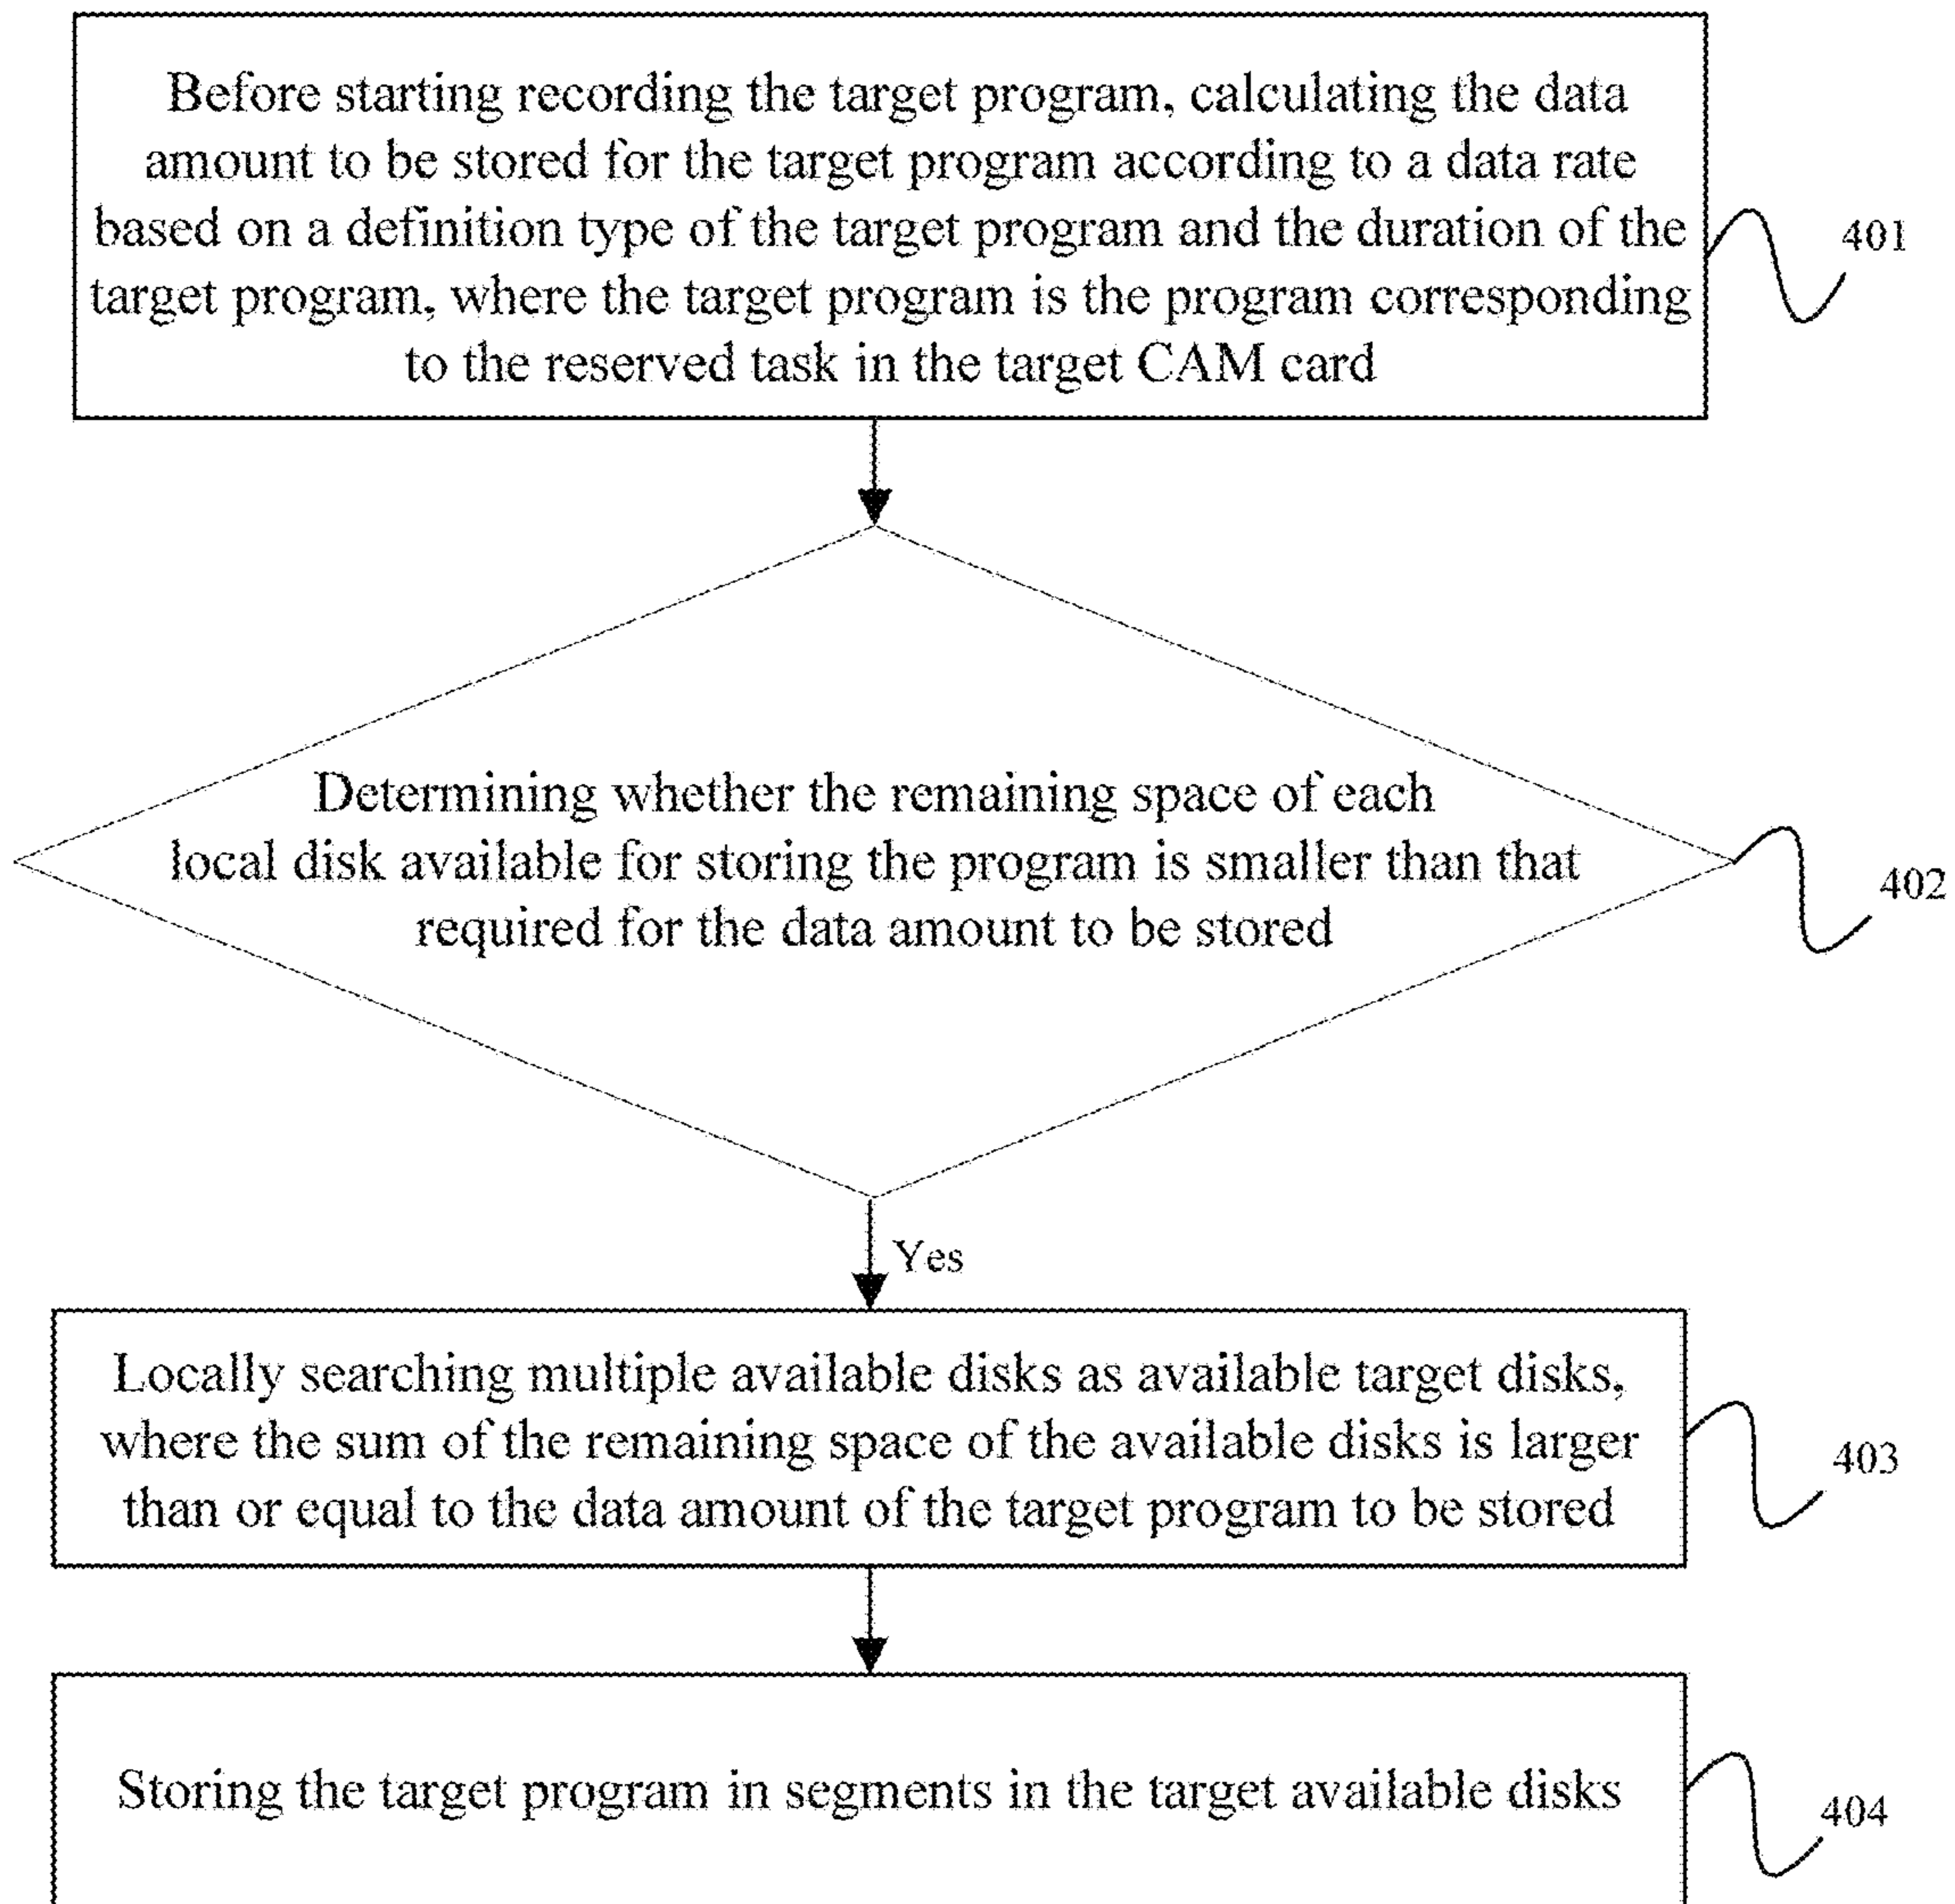 Before starting recording the target program, calculating the data
amount to be stored for the target program according to a data rate
based on a definition type of the target program and the duration of the
target program, where the target program is the program corresponding
to the reserved task in the target CAM card
401
Determining whether the remaining space of each
local disk available for storing the program is smaller than that
required for the data amount to be stored
402
Yes
Locally searching multiple available disks as available target disks,
where the sum of the remaining space of the available disks is larger
than or equal to the data amount of the target program to be stored
403
Storing the target program in segments in the target available disks
404